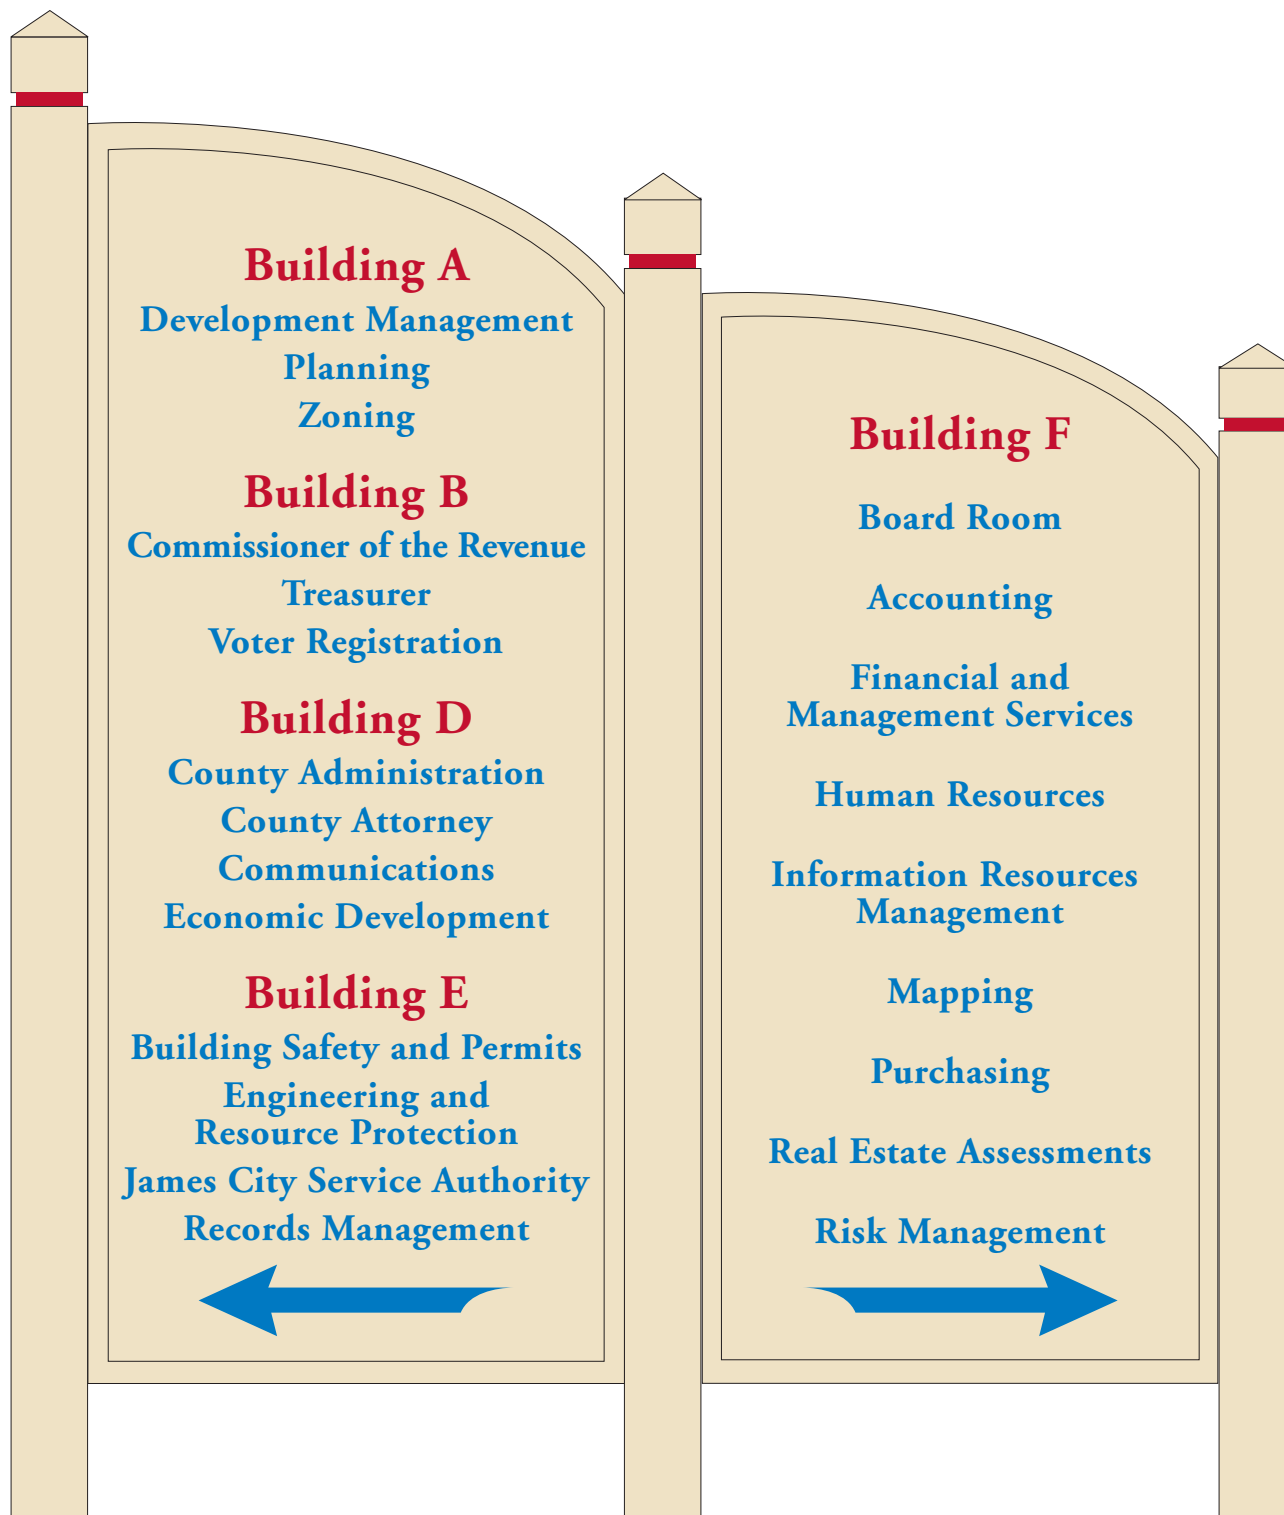 Building A
Development Management
Planning
Zoning
Building B
Commissioner of the Revenue
Treasurer
Voter Registration
Building D
County Administration
County Attorney
Communications
Economic Development
Building E
Building Safety and Permits
Engineering and
Resource Protection
James City Service Authority
Records Management
Building F
Board Room
Accounting
Financial and
Management Services
Human Resources
Information Resources
Management
Mapping
Purchasing
Real Estate Assessments
Risk Management